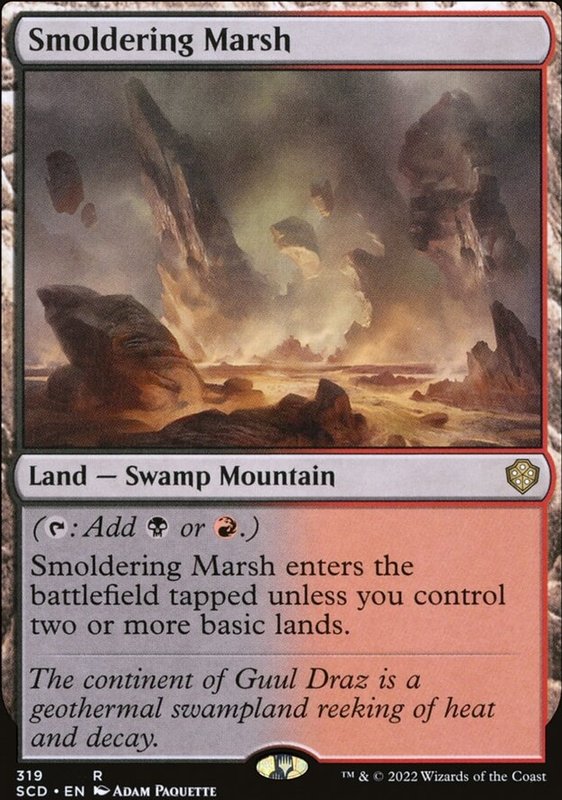 Smoldering Marsh
Land — Swamp Mountain
(: Add or .)
Smoldering Marsh enters the
battlefield tapped unless you control
two or more basic lands.
The continent of Guul Draz is a
geothermal swampland reeking of heat
and decay.
319 R
SCD • EN Adam Paquette
™ & © 2022 Wizards of the Coast